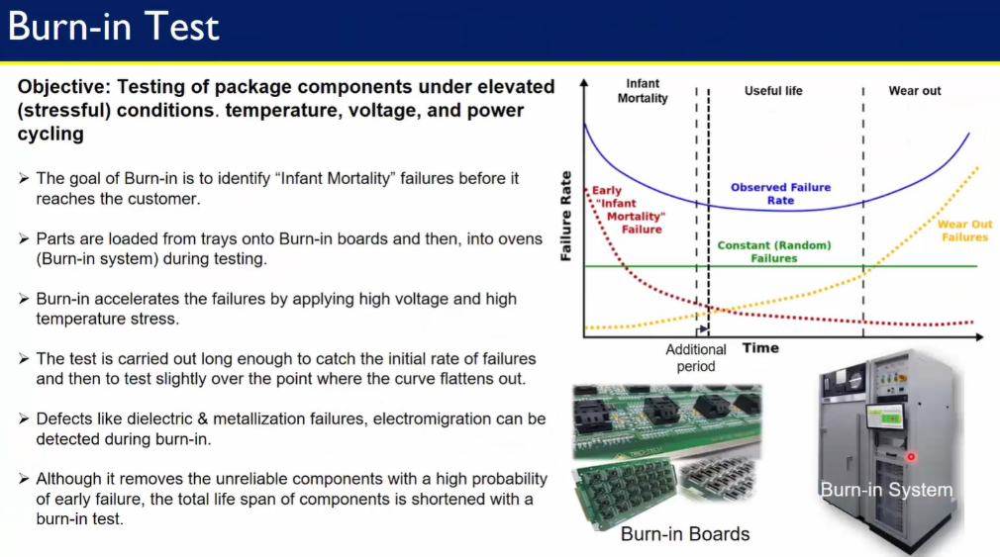 Burn-in Test
Objective: Testing of package components under elevated
(stressful) conditions. temperature, voltage, and power
cycling
➢ The goal of Burn-in is to identify “Infant Mortality” failures before it
reaches the customer.
➢ Parts are loaded from trays onto Burn-in boards and then, into ovens
(Burn-in system) during testing.
➢ Burn-in accelerates the failures by applying high voltage and high
temperature stress.
➢ The test is carried out long enough to catch the initial rate of failures
and then to test slightly over the point where the curve flattens out.
➢ Defects like dielectric & metallization failures, electromigration can be
detected during burn-in.
➢ Although it removes the unreliable components with a high probability
of early failure, the total life span of components is shortened with a
burn-in test.
Infant
Mortality
Useful life
Wear out
Failure Rate
Early
"Infant
Mortality"
Failure
Observed Failure
Rate
Constant (Random)
Failures
Wear Out
Failures
Additional
period
Time
Burn-in Boards
Burn-in System